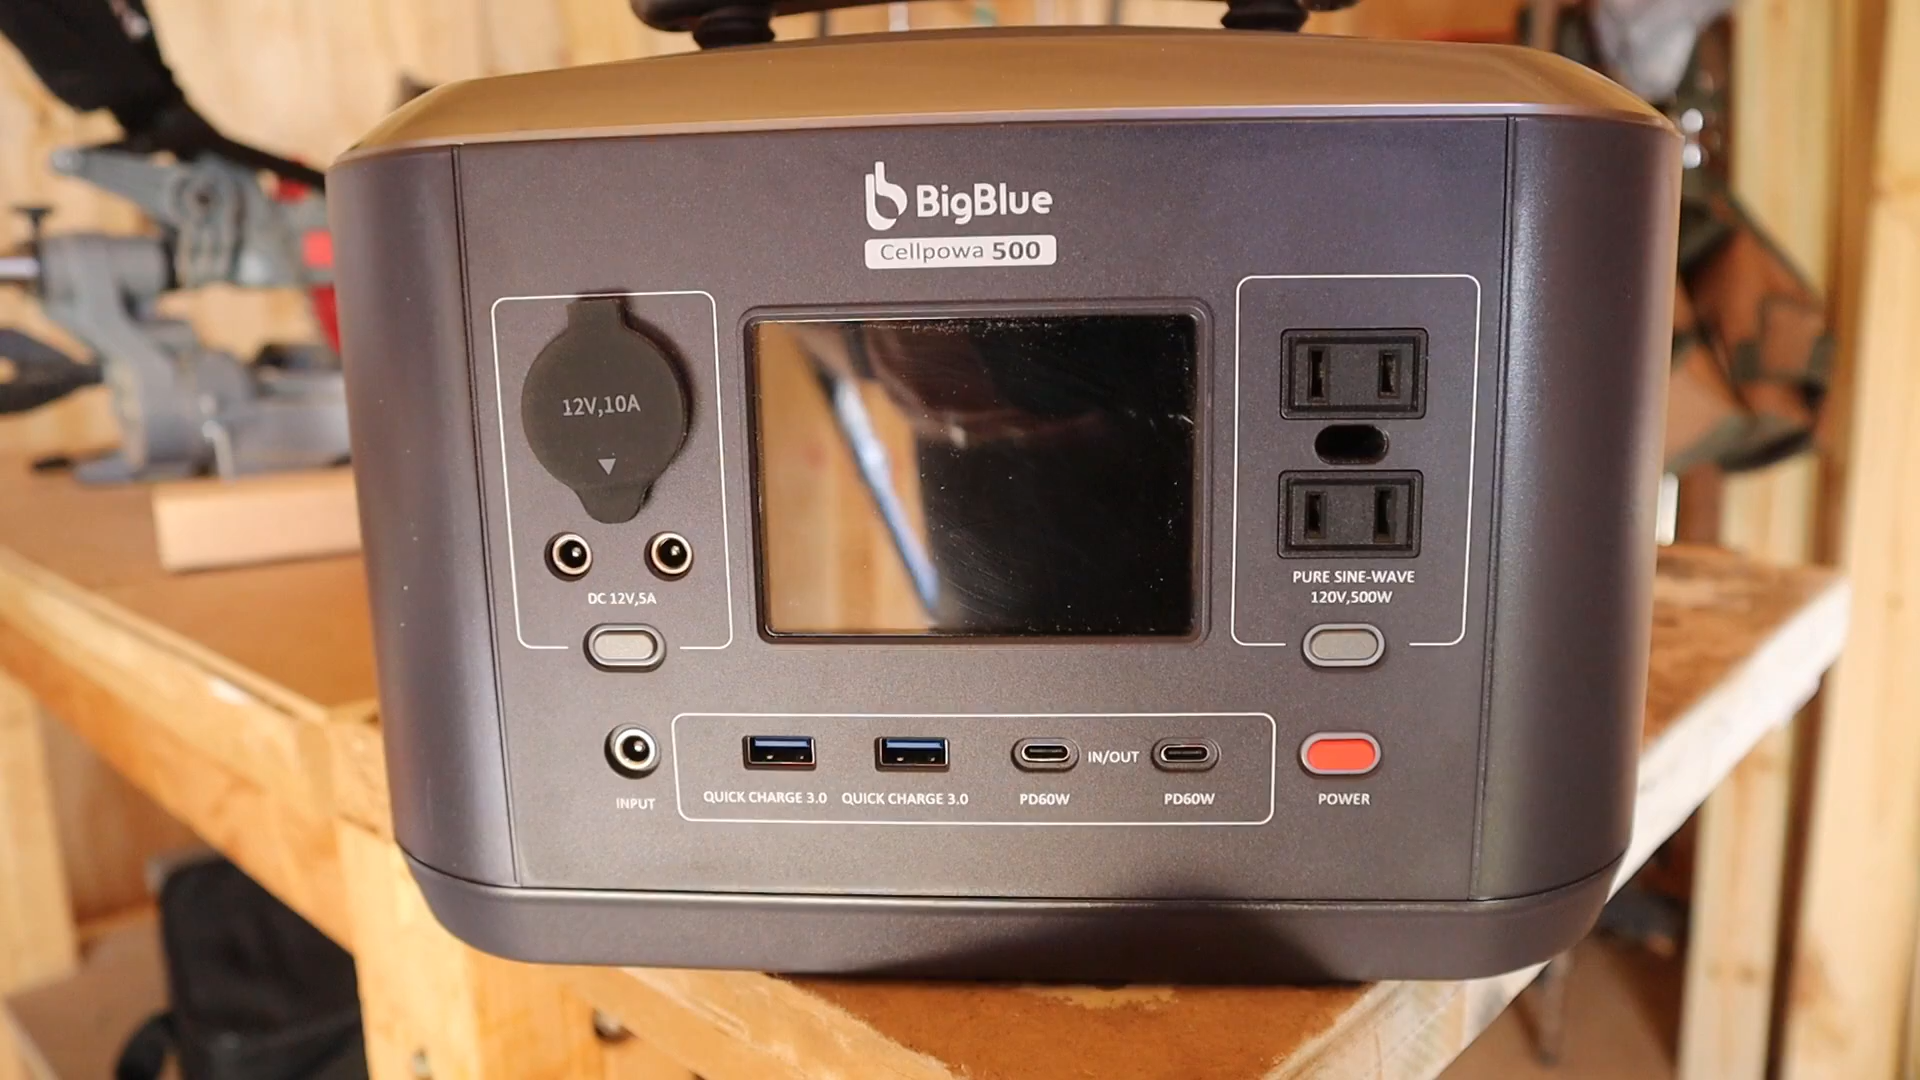 BigBlue
Cellpowa 500
12V,10A
DC 12V,5A
PURE SINE-WAVE
120V,500W
INPUT
QUICK CHARGE 3.0
QUICK CHARGE 3.0
PD60W
IN/OUT
PD60W
POWER